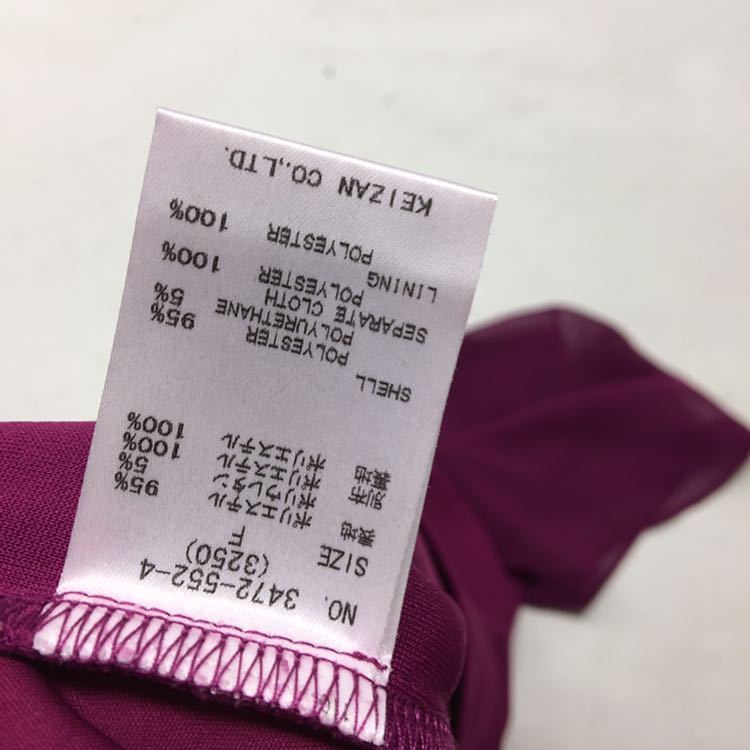 NO. 3472-552-4
(3250)
SIZE F
表地 ポリエステル 95%
ポリウレタン 5%
別布 ポリエステル 100%
裏地 ポリエステル 100%
SHELL
POLYESTER 95%
POLYURETHANE 5%
SEPARATE CLOTH
POLYESTER 100%
LINING
POLYESTER 100%
KEIZAN CO.,LTD.